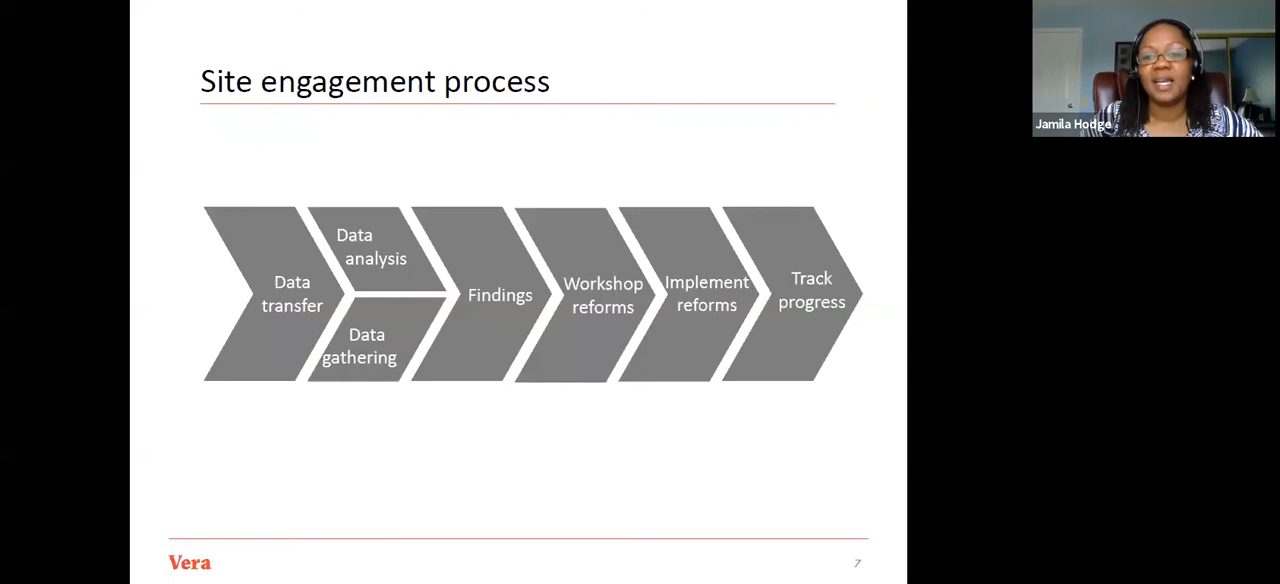 Site engagement process
Jamila Hodge
Data
transfer
Data
analysis
Data
gathering
Findings
Workshop
reforms
Implement
reforms
Track
progress
Vera
7